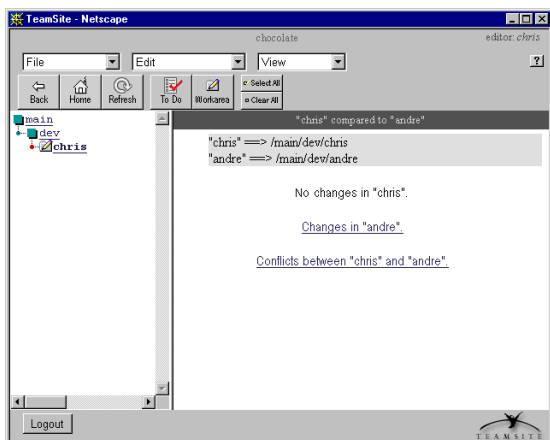 TeamSite - Netscape
chocolate
editor: chris
File Edit View ?
Back Home Refresh To Do Workarea Select All
Clear All
main
dev
chris
"chris" compared to "andre"
"chris" ==> /main/dev/chris
"andre" ==> /main/dev/andre
No changes in "chris".
Changes in "andre".
Conflicts between "chris" and "andre".
Logout
TEAMSITE